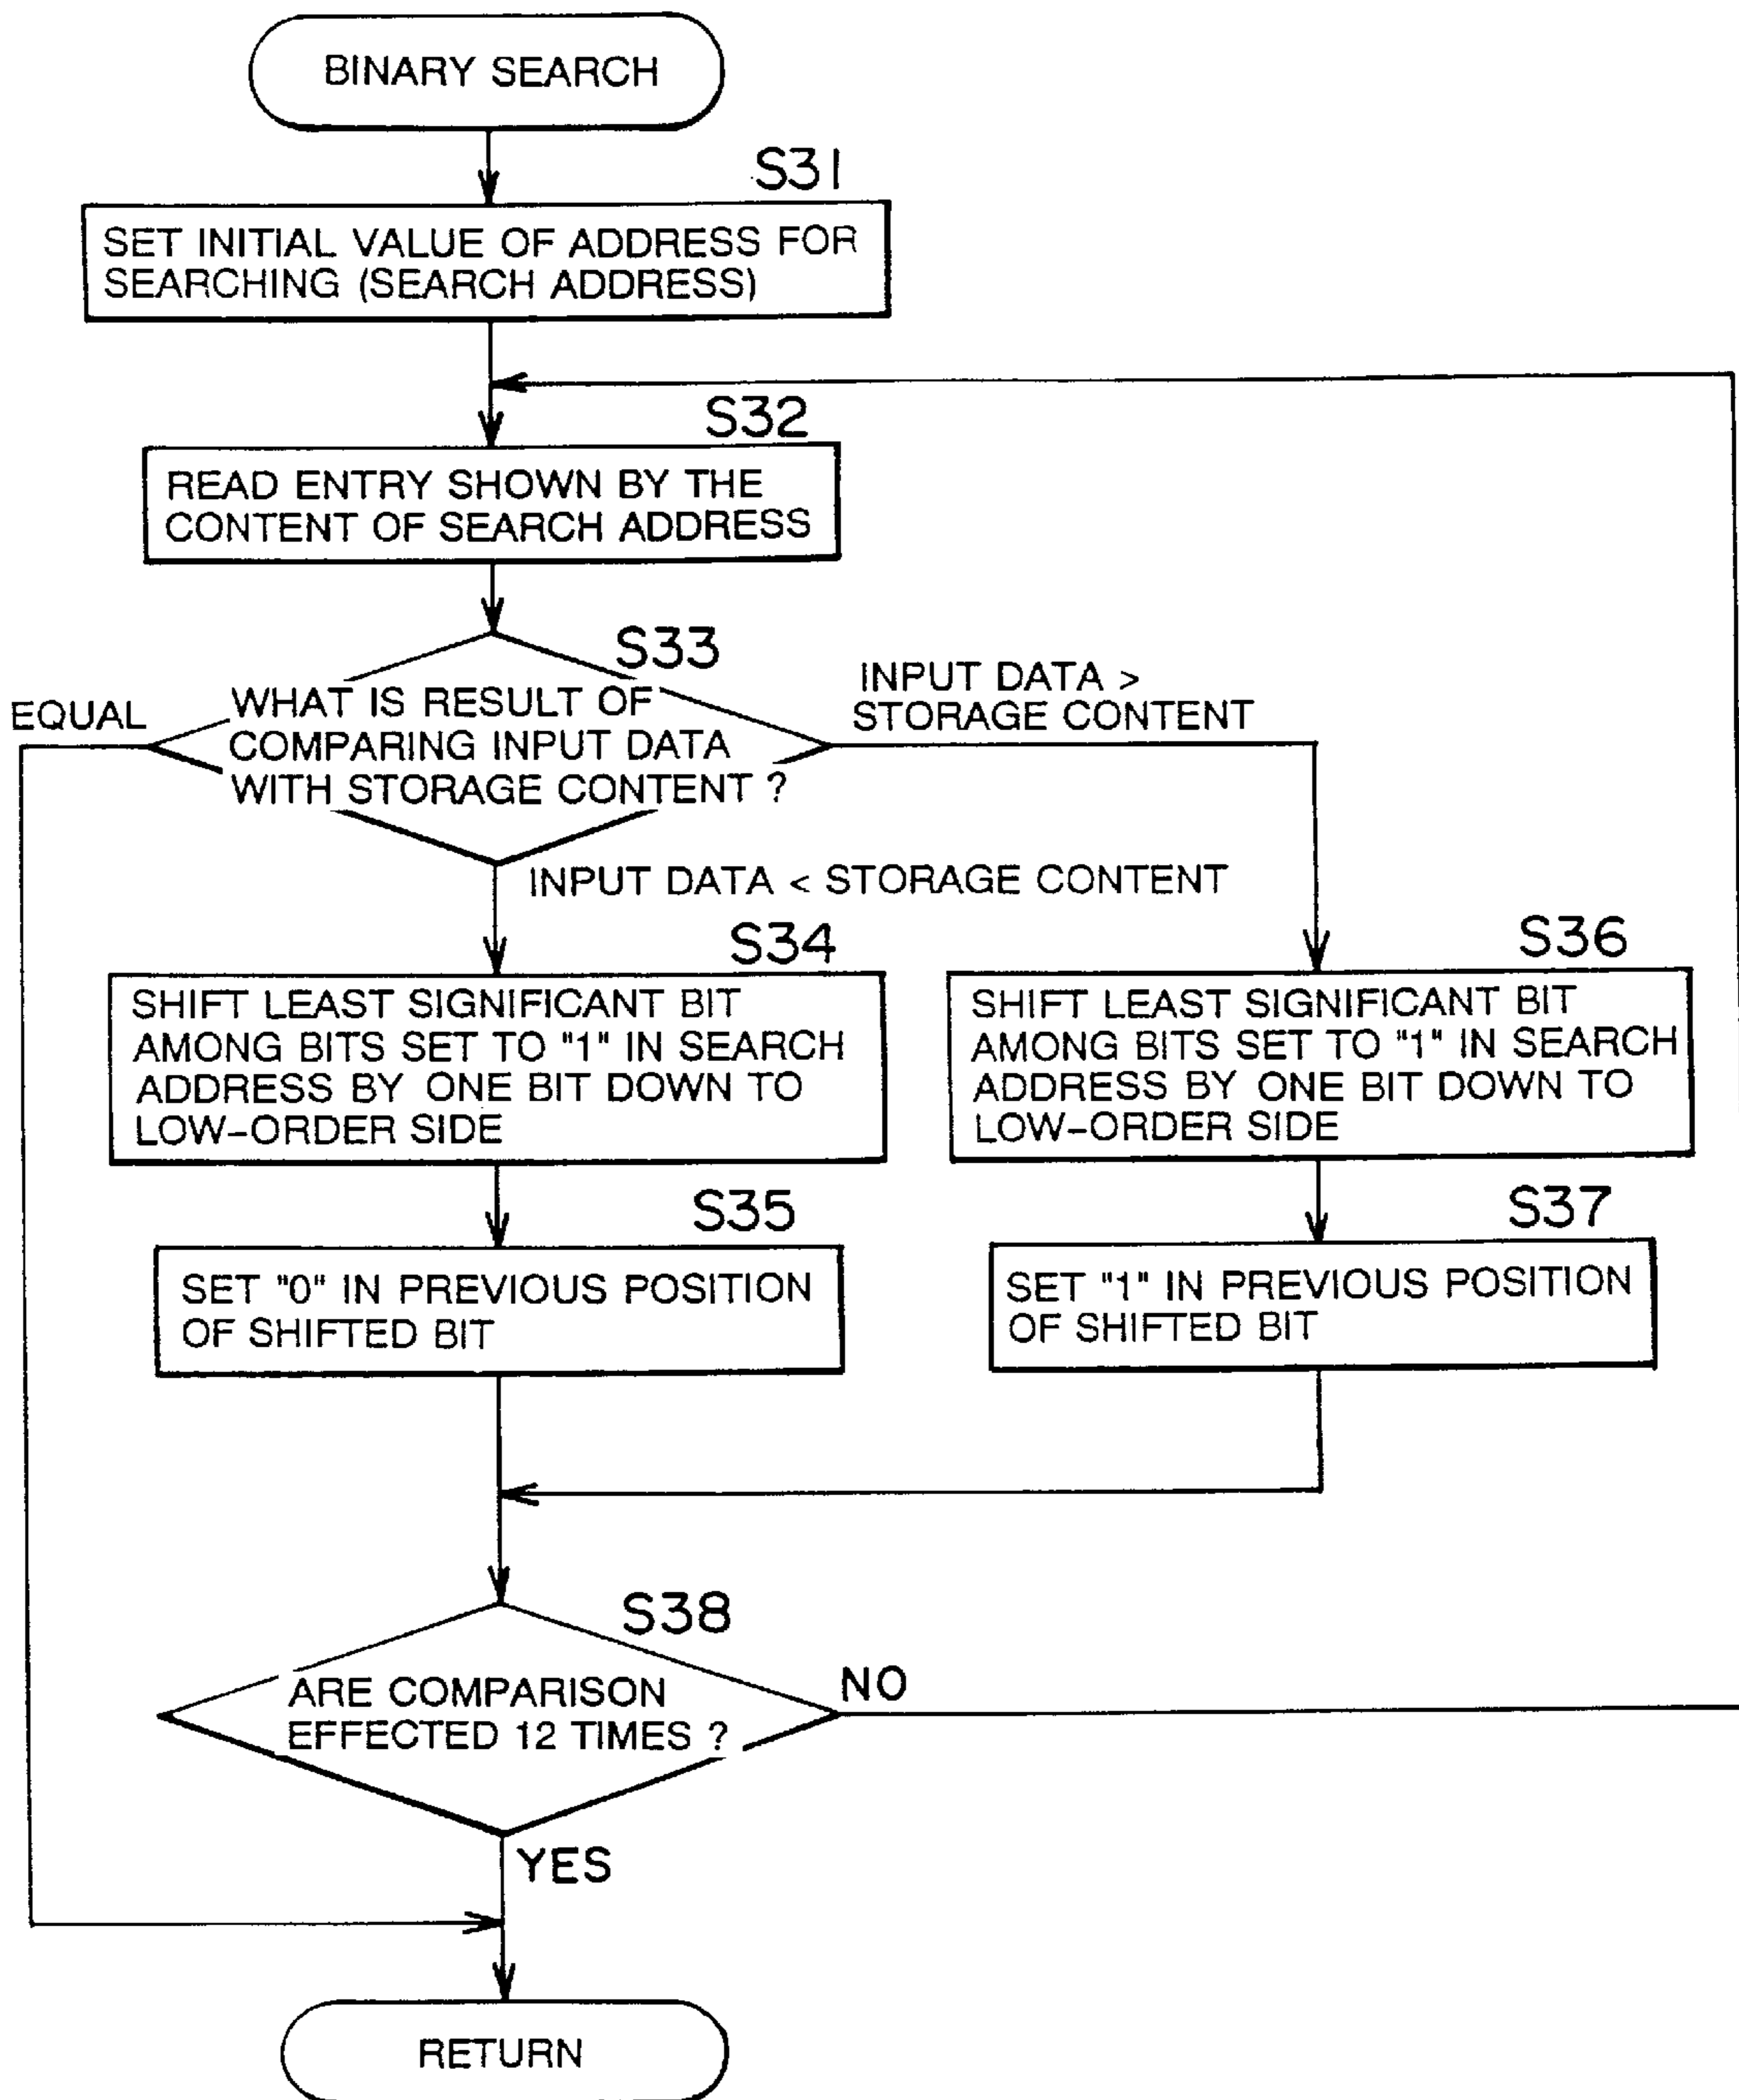 BINARY SEARCH
S31
SET INITIAL VALUE OF ADDRESS FOR
SEARCHING (SEARCH ADDRESS)
S32
READ ENTRY SHOWN BY THE
CONTENT OF SEARCH ADDRESS
S33
WHAT IS RESULT OF
COMPARING INPUT DATA
WITH STORAGE CONTENT ?
EQUAL
INPUT DATA >
STORAGE CONTENT
INPUT DATA < STORAGE CONTENT
S34
SHIFT LEAST SIGNIFICANT BIT
AMONG BITS SET TO "1" IN SEARCH
ADDRESS BY ONE BIT DOWN TO
LOW-ORDER SIDE
S36
SHIFT LEAST SIGNIFICANT BIT
AMONG BITS SET TO "1" IN SEARCH
ADDRESS BY ONE BIT DOWN TO
LOW-ORDER SIDE
S35
SET "0" IN PREVIOUS POSITION
OF SHIFTED BIT
S37
SET "1" IN PREVIOUS POSITION
OF SHIFTED BIT
S38
ARE COMPARISON
EFFECTED 12 TIMES ?
NO
YES
RETURN